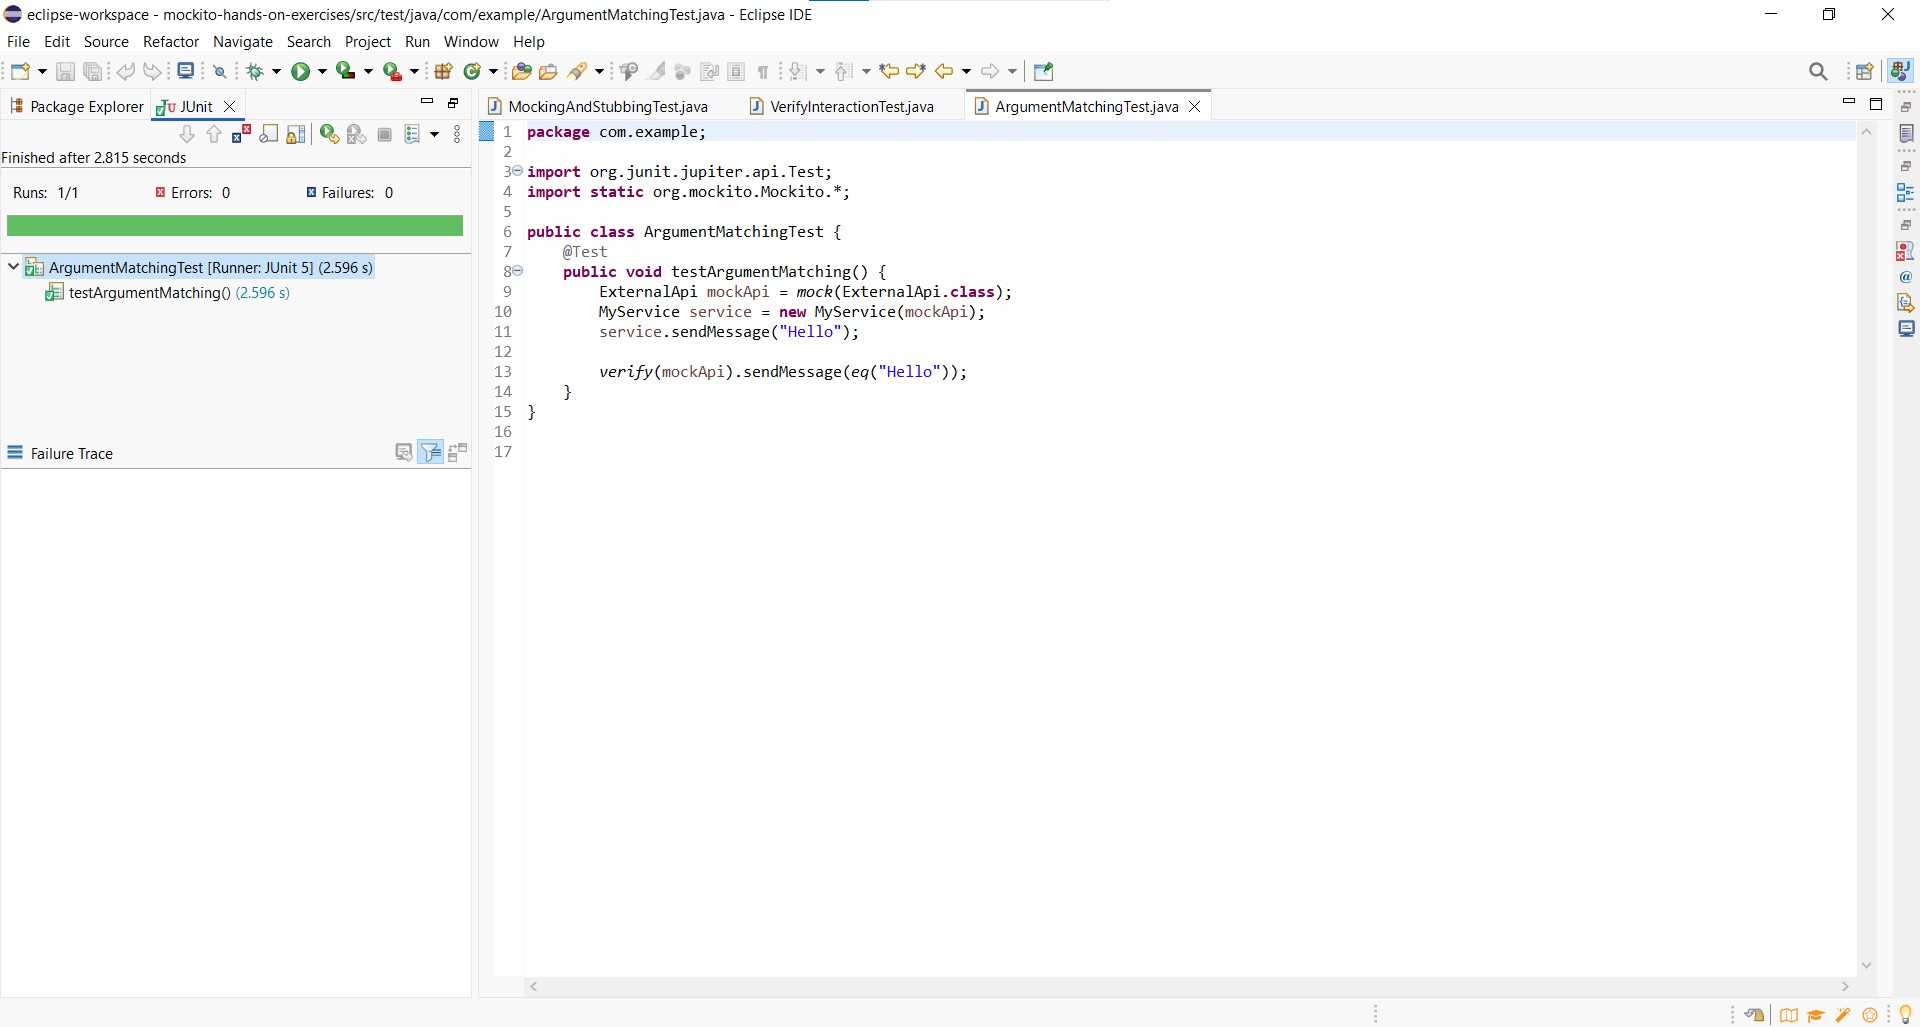 eclipse-workspace - mockito-hands-on-exercises/src/test/java/com/example/ArgumentMatchingTest.java - Eclipse IDE
File Edit Source Refactor Navigate Search Project Run Window Help
Package Explorer JUnit
Finished after 2.815 seconds
Runs: 1/1 Errors: 0 Failures: 0
ArgumentMatchingTest [Runner: JUnit 5] (2.596 s)
testArgumentMatching() (2.596 s)
Failure Trace
MockingAndStubbingTest.java VerifyInteractionTest.java ArgumentMatchingTest.java
1 package com.example;
2
3 import org.junit.jupiter.api.Test;
4 import static org.mockito.Mockito.*;
5
6 public class ArgumentMatchingTest {
7     @Test
8     public void testArgumentMatching() {
9         ExternalApi mockApi = mock(ExternalApi.class);
10         MyService service = new MyService(mockApi);
11         service.sendMessage("Hello");
12
13         verify(mockApi).sendMessage(eq("Hello"));
14     }
15 }
16
17